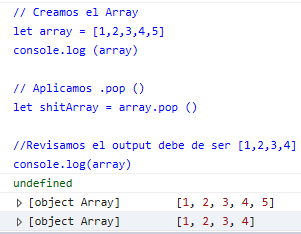 // Creamos el Array
let array = [1,2,3,4,5]
console.log (array)
// Aplicamos .pop ()
let shitArray = array.pop ()
//Revisamos el output debe de ser [1,2,3,4]
console.log(array)
undefined
[object Array] [1, 2, 3, 4, 5]
[object Array] [1, 2, 3, 4]